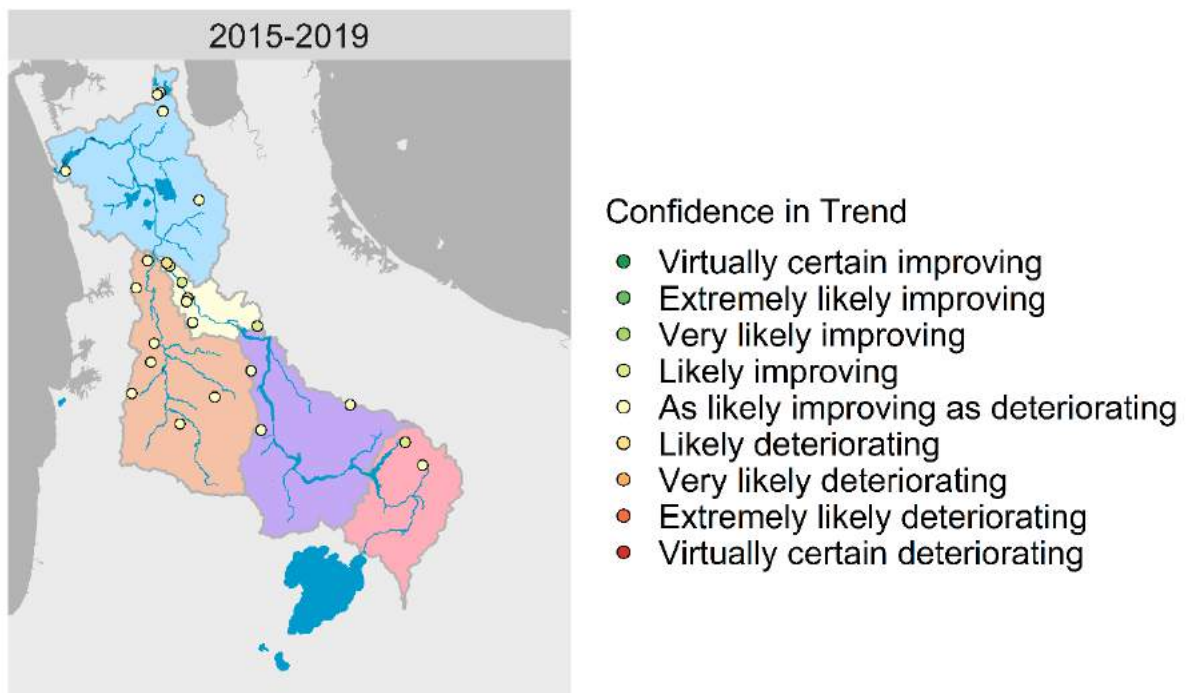 2015-2019
Confidence in Trend
Virtually certain improving
Extremely likely improving
Very likely improving
Likely improving
As likely improving as deteriorating
Likely deteriorating
Very likely deteriorating
Extremely likely deteriorating
Virtually certain deteriorating